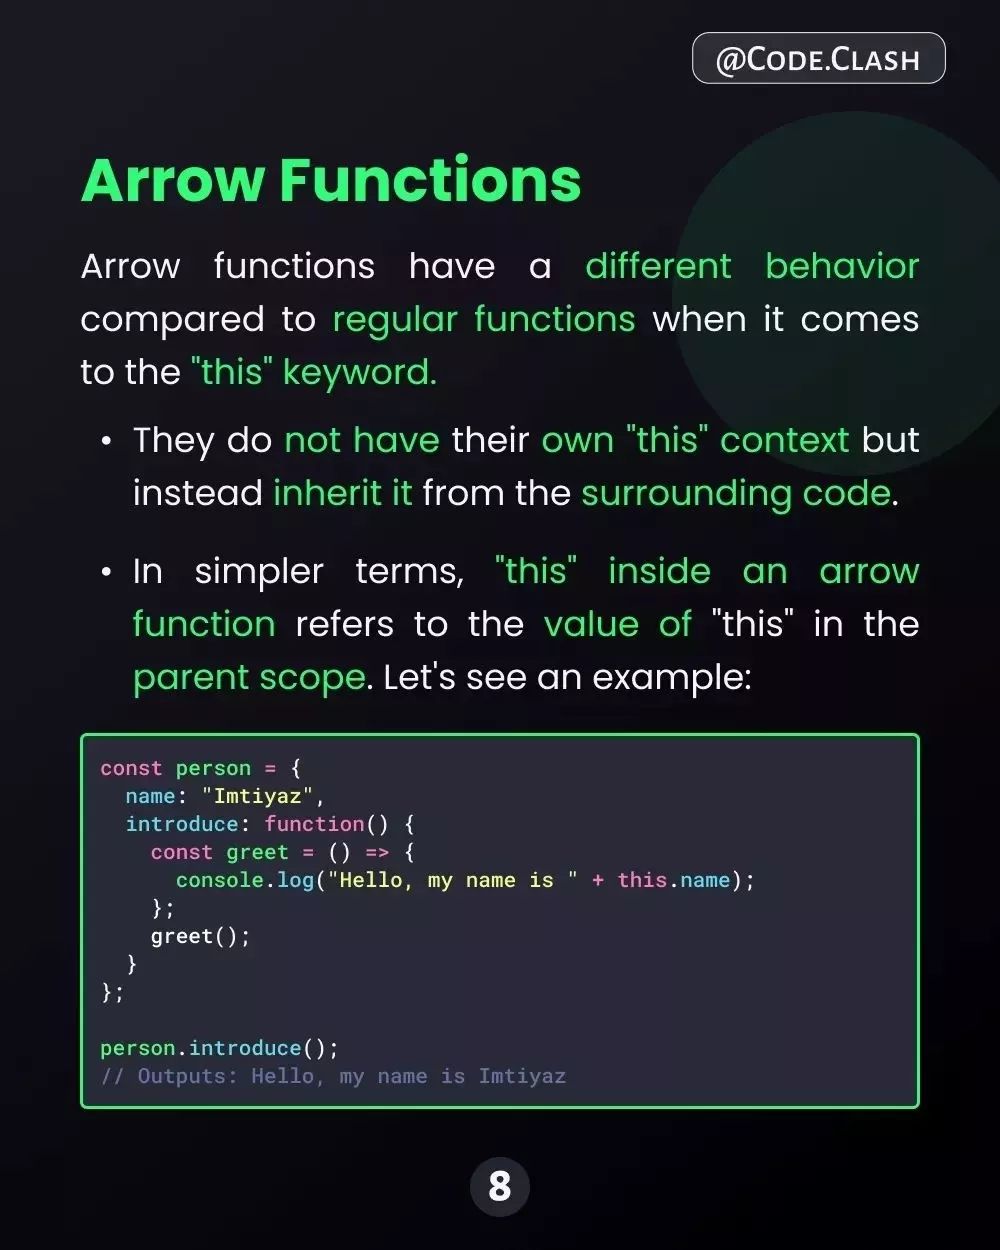 @Code.Clash
Arrow Functions
Arrow functions have a different behavior
compared to regular functions when it comes
to the "this" keyword.
• They do not have their own "this" context but
instead inherit it from the surrounding code.
• In simpler terms, "this" inside an arrow
function refers to the value of "this" in the
parent scope. Let's see an example:
const person = {
  name: "Imtiyaz",
  introduce: function() {
    const greet = () => {
      console.log("Hello, my name is " + this.name);
    };
    greet();
  }
};

person.introduce();
// Outputs: Hello, my name is Imtiyaz
8